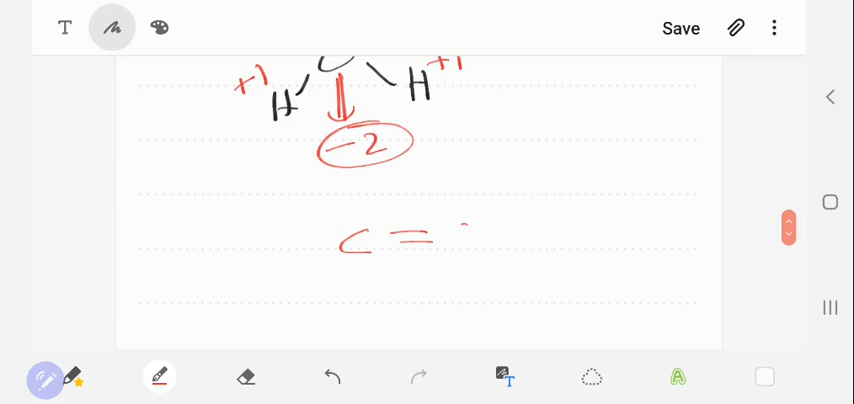 T Save
+1 +1
H H
-2
c =
A